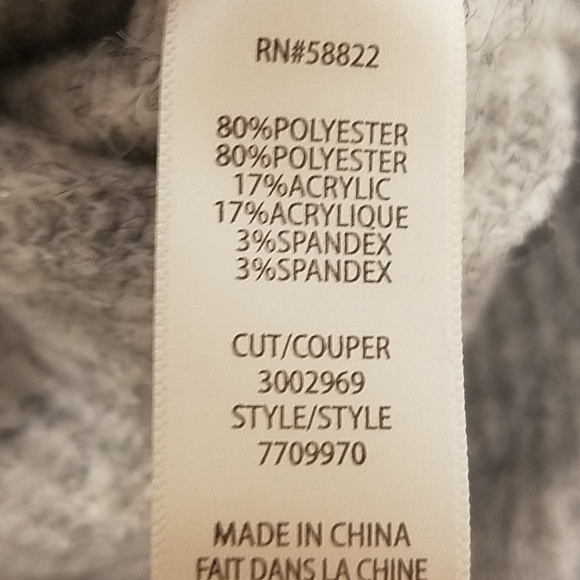 RN#58822
80%POLYESTER
80%POLYESTER
17%ACRYLIC
17%ACRYLIQUE
3%SPANDEX
3%SPANDEX
CUT/COUPER
3002969
STYLE/STYLE
7709970
MADE IN CHINA
FAIT DANS LA CHINE